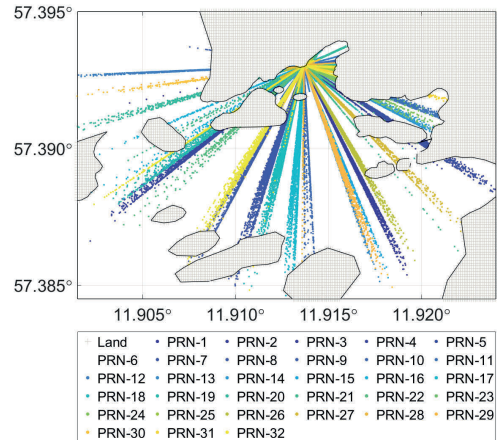 57.395°
57.390°
57.385°
11.905° 11.910° 11.915° 11.920°
Land PRN-1 PRN-2 PRN-3 PRN-4 PRN-5
PRN-6 PRN-7 PRN-8 PRN-9 PRN-10 PRN-11
PRN-12 PRN-13 PRN-14 PRN-15 PRN-16 PRN-17
PRN-18 PRN-19 PRN-20 PRN-21 PRN-22 PRN-23
PRN-24 PRN-25 PRN-26 PRN-27 PRN-28 PRN-29
PRN-30 PRN-31 PRN-32